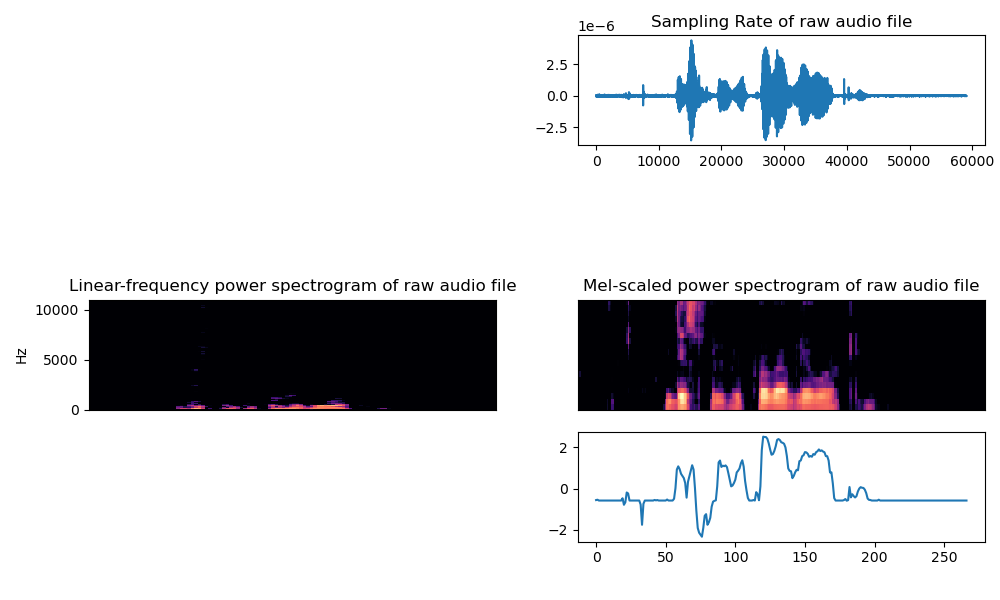 Sampling Rate of raw audio file
1e−6
2.5
0.0
−2.5
0 10000 20000 30000 40000 50000 60000
Linear-frequency power spectrogram of raw audio file
Hz
10000
5000
0
Mel-scaled power spectrogram of raw audio file
2
0
−2
0 50 100 150 200 250